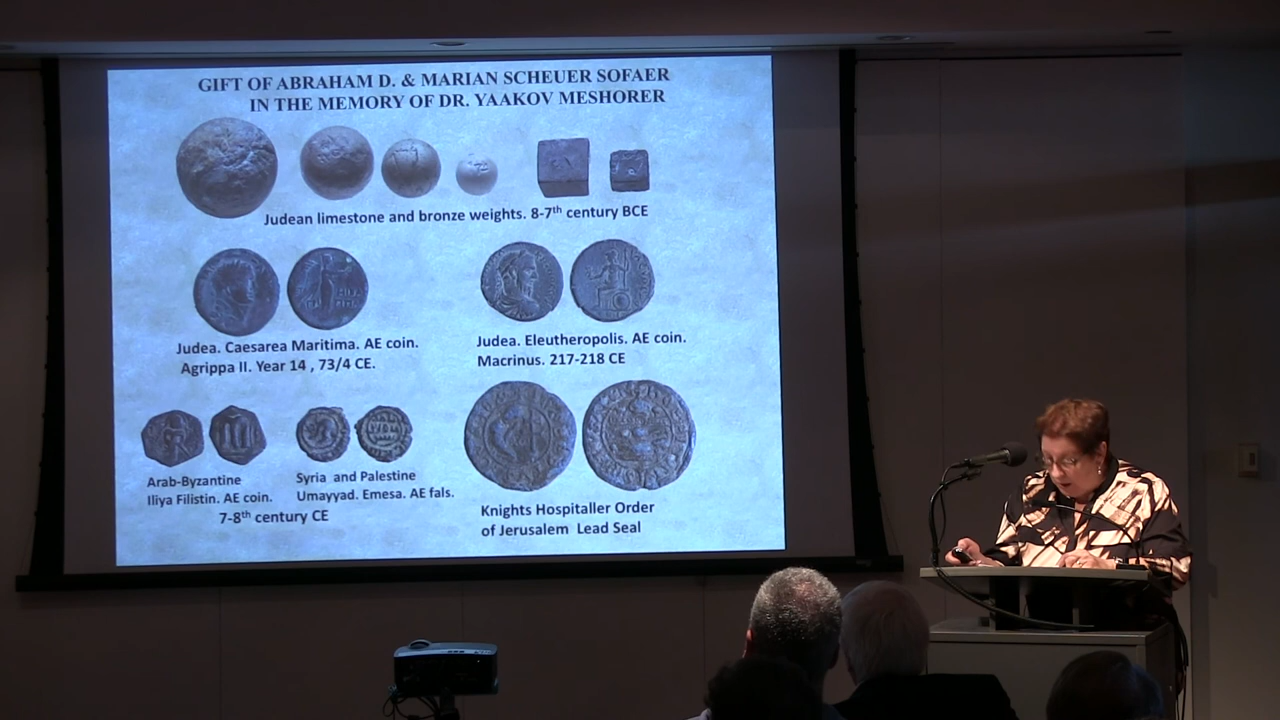 GIFT OF ABRAHAM D. & MARIAN SCHEUER SOFAER
IN THE MEMORY OF DR. YAAKOV MESHORER
Judean limestone and bronze weights. 8-7th century BCE
Judea. Caesarea Maritima. AE coin.
Agrippa II. Year 14 , 73/4 CE.
Judea. Eleutheropolis. AE coin.
Macrinus. 217-218 CE
Arab-Byzantine
Iliya Filistin. AE coin.
Syria and Palestine
Umayyad. Emesa. AE fals.
7-8th century CE
Knights Hospitaller Order
of Jerusalem Lead Seal